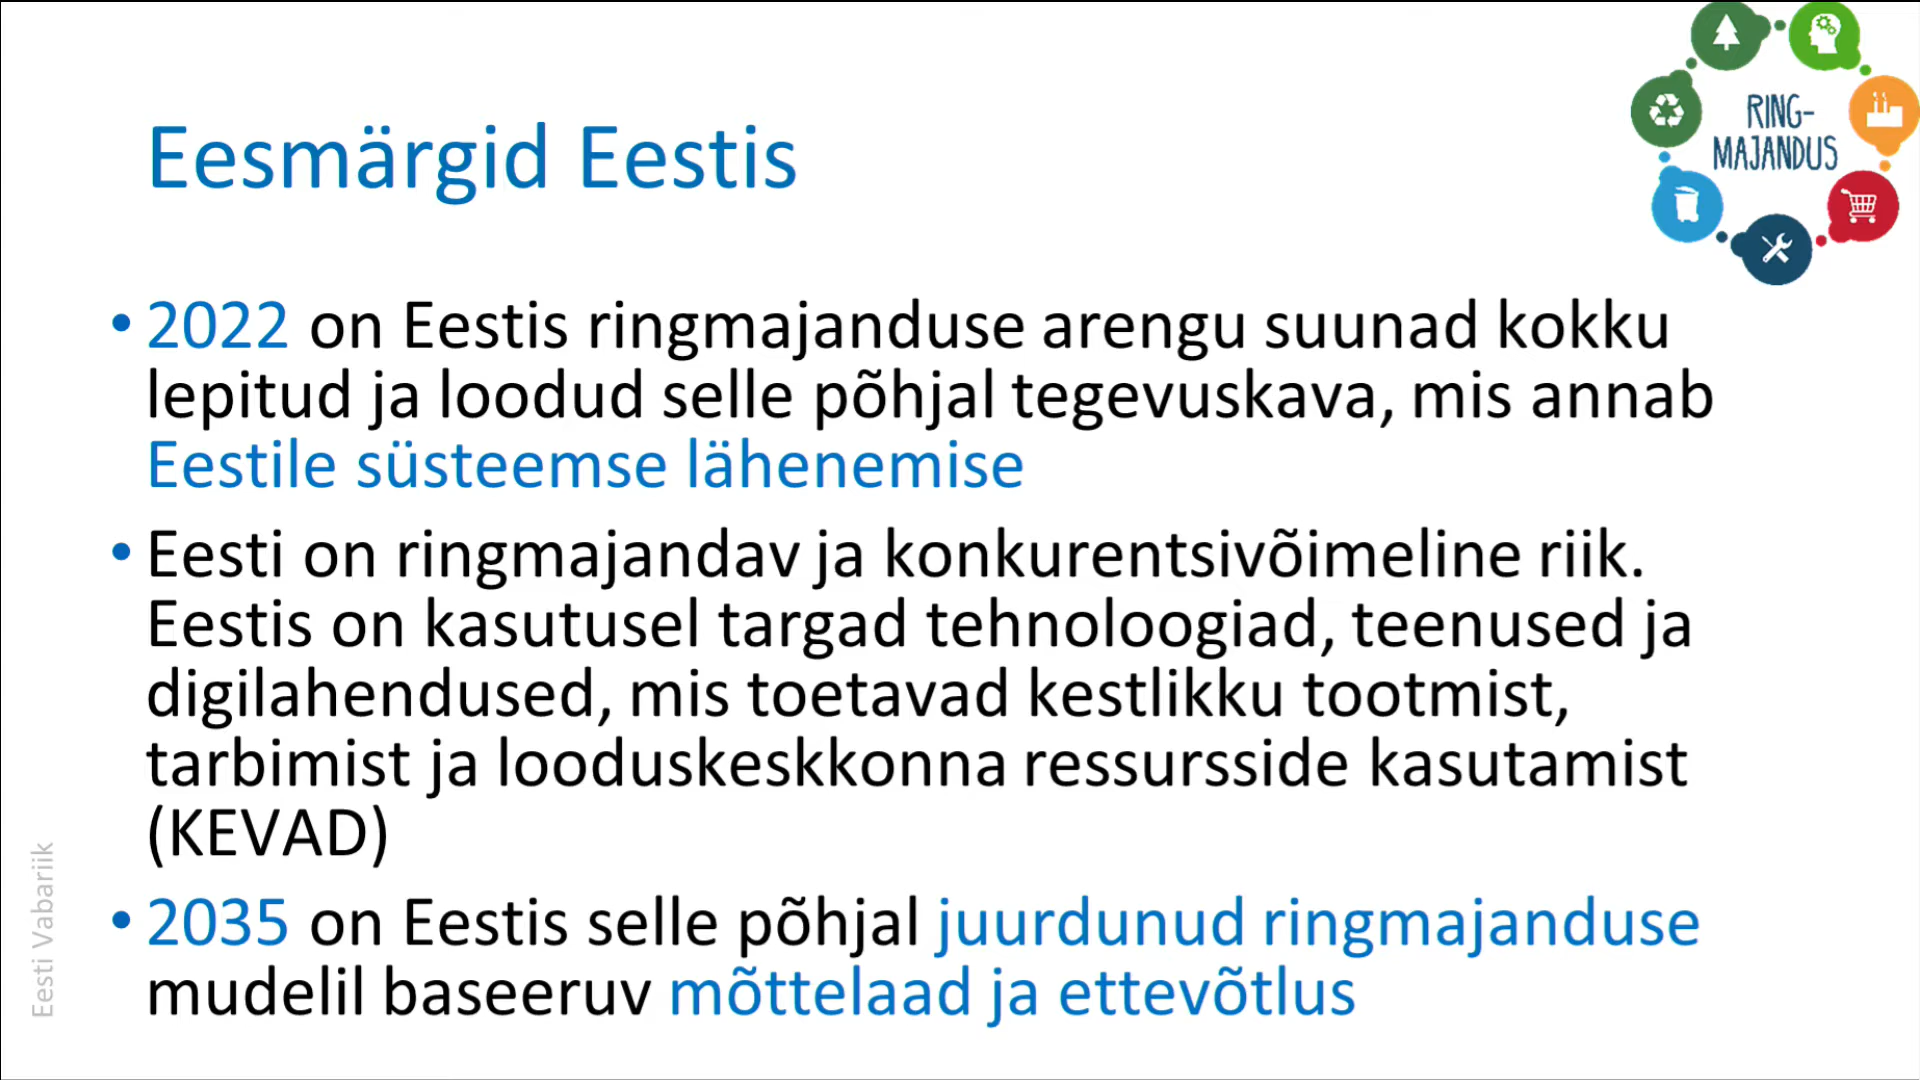 Eesmärgid Eestis
RING-
MAJANDUS
• 2022 on Eestis ringmajanduse arengu suunad kokku
lepitud ja loodud selle põhjal tegevuskava, mis annab
Eestile süsteemse lähenemise
• Eesti on ringmajandav ja konkurentsivõimeline riik.
Eestis on kasutusel targad tehnoloogiad, teenused ja
digilahendused, mis toetavad kestlikku tootmist,
tarbimist ja looduskeskkonna ressursside kasutamist
(KEVAD)
• 2035 on Eestis selle põhjal juurdunud ringmajanduse
mudelil baseeruv mõttelaad ja ettevõtlus
Eesti Vabariik